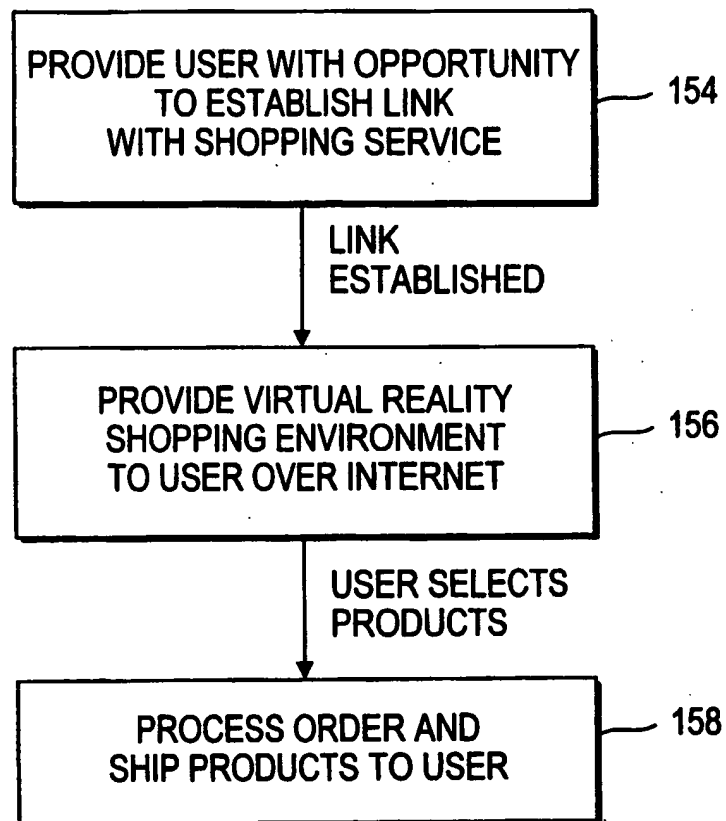 PROVIDE USER WITH OPPORTUNITY
TO ESTABLISH LINK
WITH SHOPPING SERVICE
154
LINK
ESTABLISHED
PROVIDE VIRTUAL REALITY
SHOPPING ENVIRONMENT
TO USER OVER INTERNET
156
USER SELECTS
PRODUCTS
PROCESS ORDER AND
SHIP PRODUCTS TO USER
158